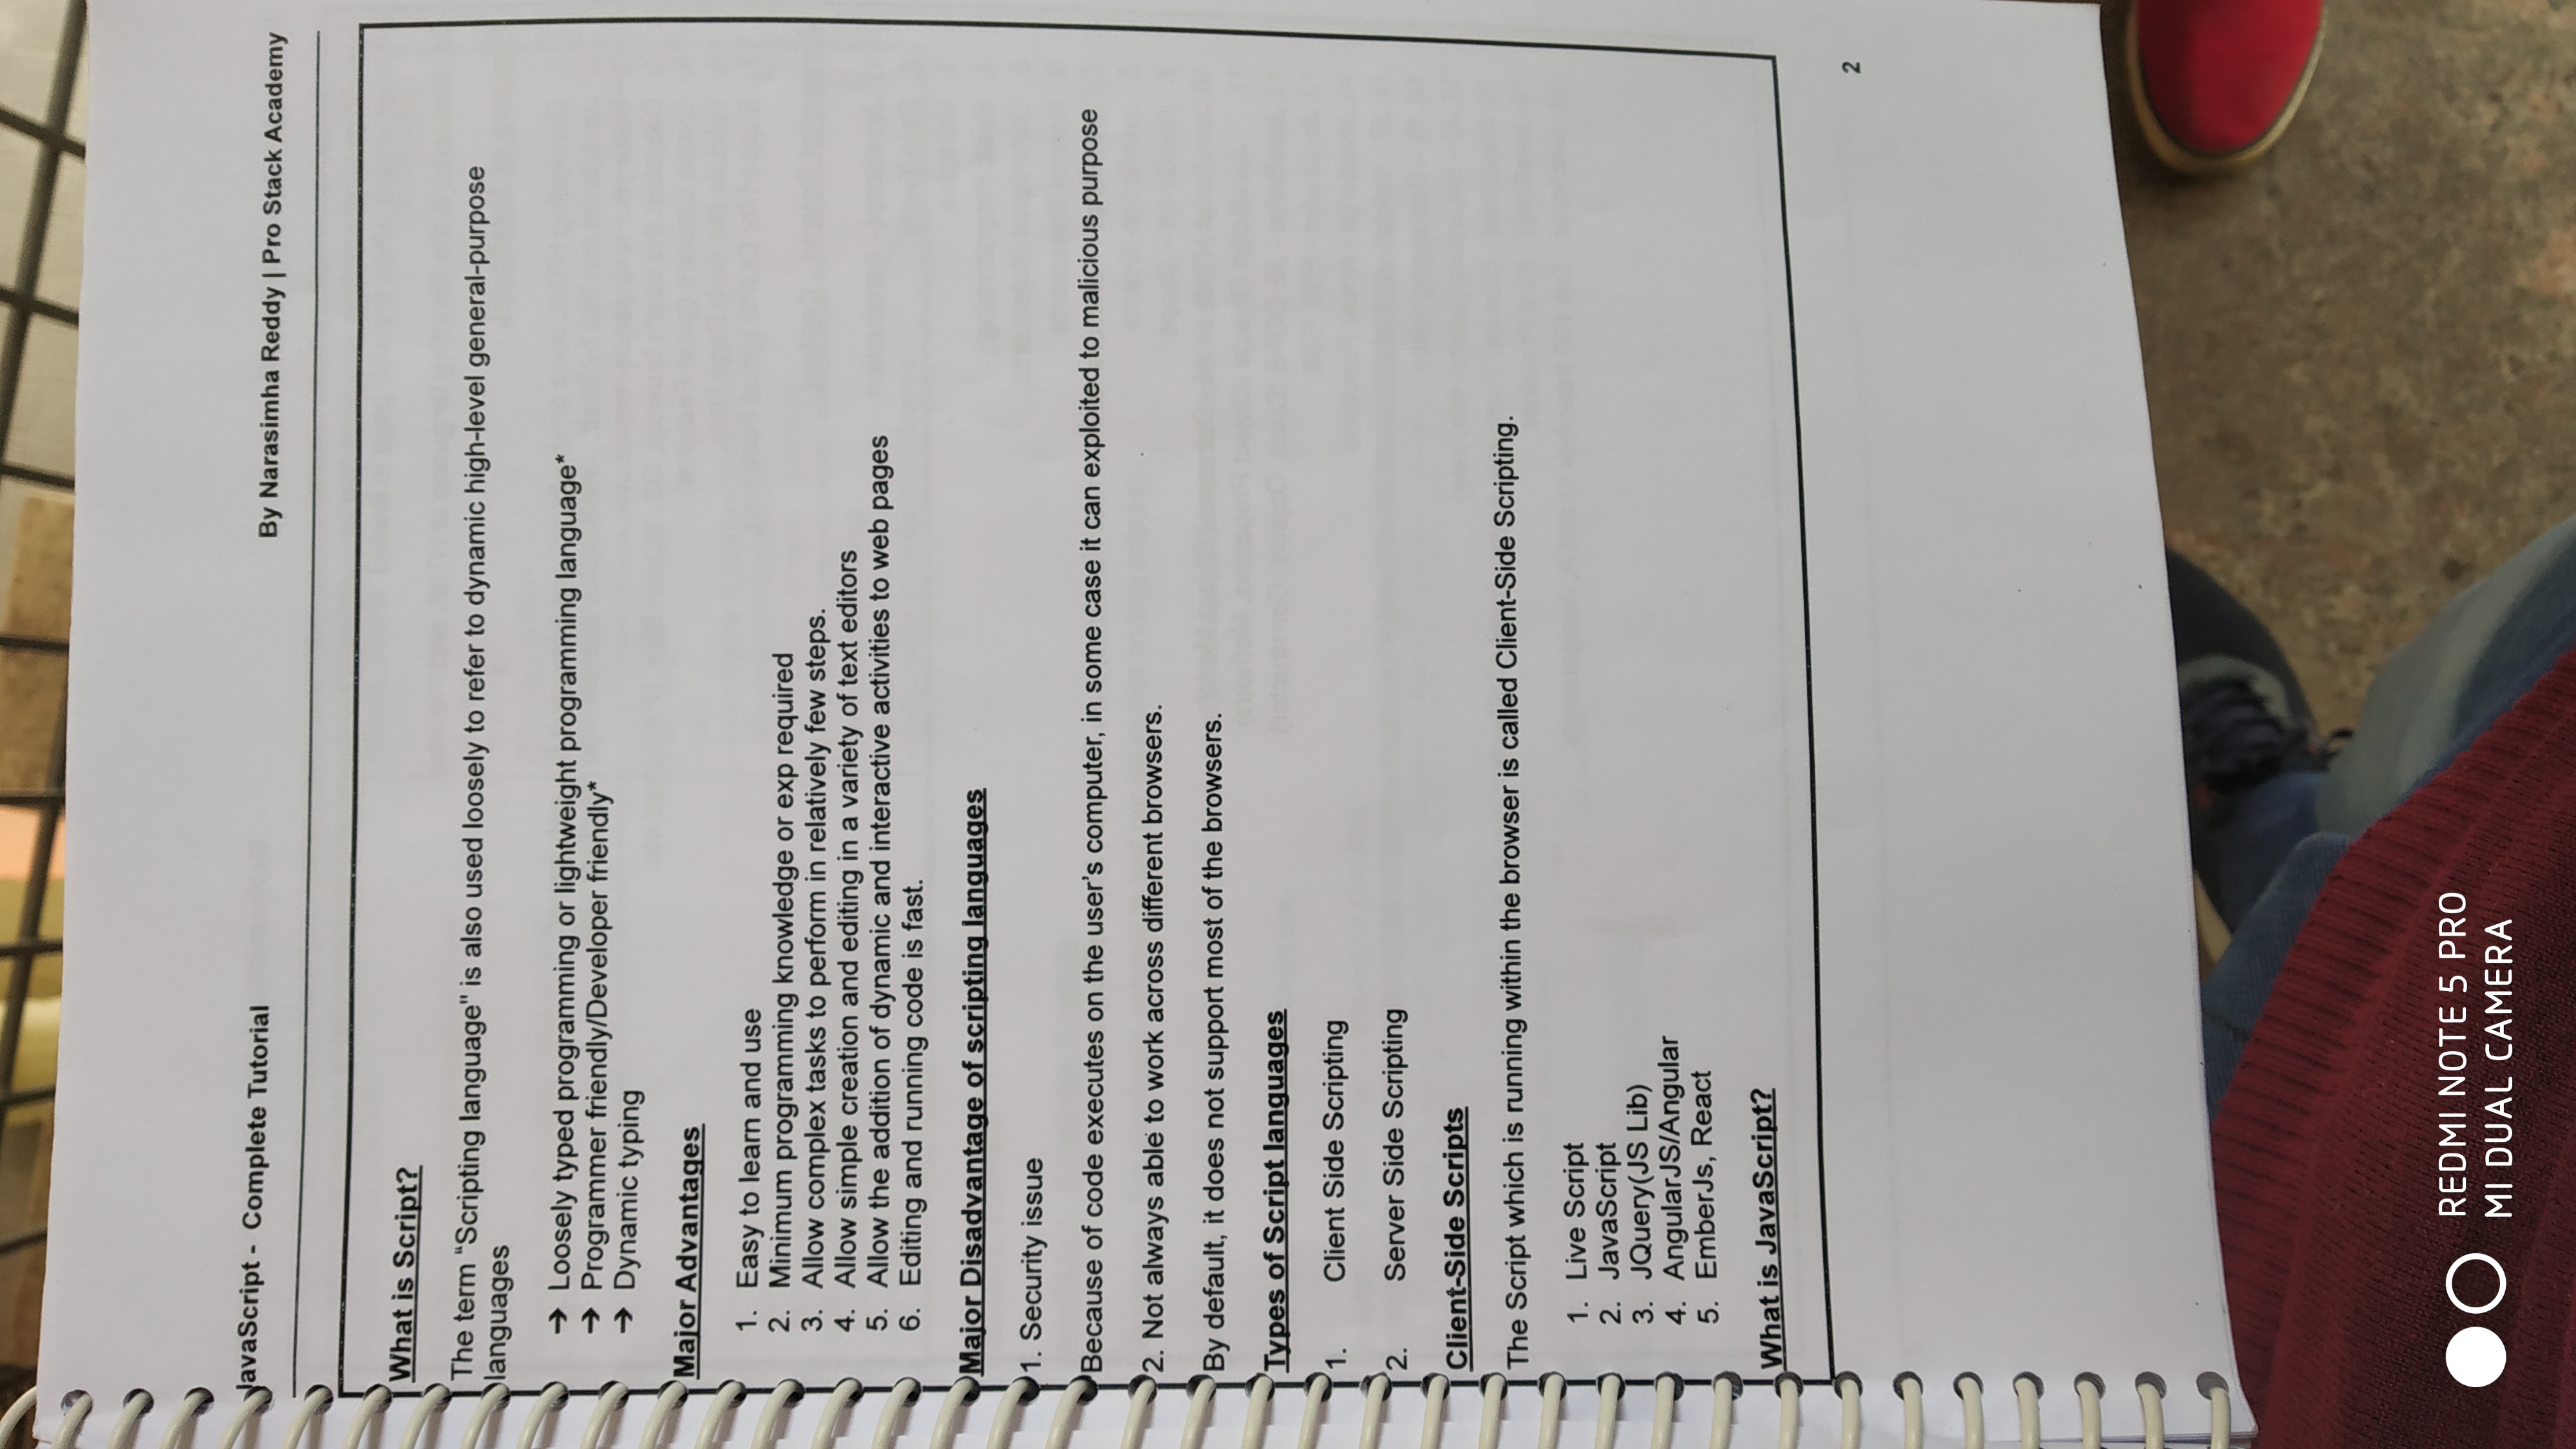 JavaScript - Complete Tutorial
By Narasimha Reddy | Pro Stack Academy
What is Script?
The term “Scripting language" is also used loosely to refer to dynamic high-level general-purpose
languages
➔ Loosely typed programming or lightweight programming language*
➔ Programmer friendly/Developer friendly*
➔ Dynamic typing
Major Advantages
1. Easy to learn and use
2. Minimum programming knowledge or exp required
3. Allow complex tasks to perform in relatively few steps.
4. Allow simple creation and editing in a variety of text editors
5. Allow the addition of dynamic and interactive activities to web pages
6. Editing and running code is fast.
Major Disadvantage of scripting languages
1. Security issue
Because of code executes on the user's computer, in some case it can exploited to malicious purpose
2. Not always able to work across different browsers.
By default, it does not support most of the browsers.
Types of Script languages
1. Client Side Scripting
2. Server Side Scripting
Client-Side Scripts
The Script which is running within the browser is called Client-Side Scripting.
1. Live Script
2. JavaScript
3. JQuery(JS Lib)
4. AngularJS/Angular
5. EmberJs, React
What is JavaScript?
2
REDMI NOTE 5 PRO
MI DUAL CAMERA